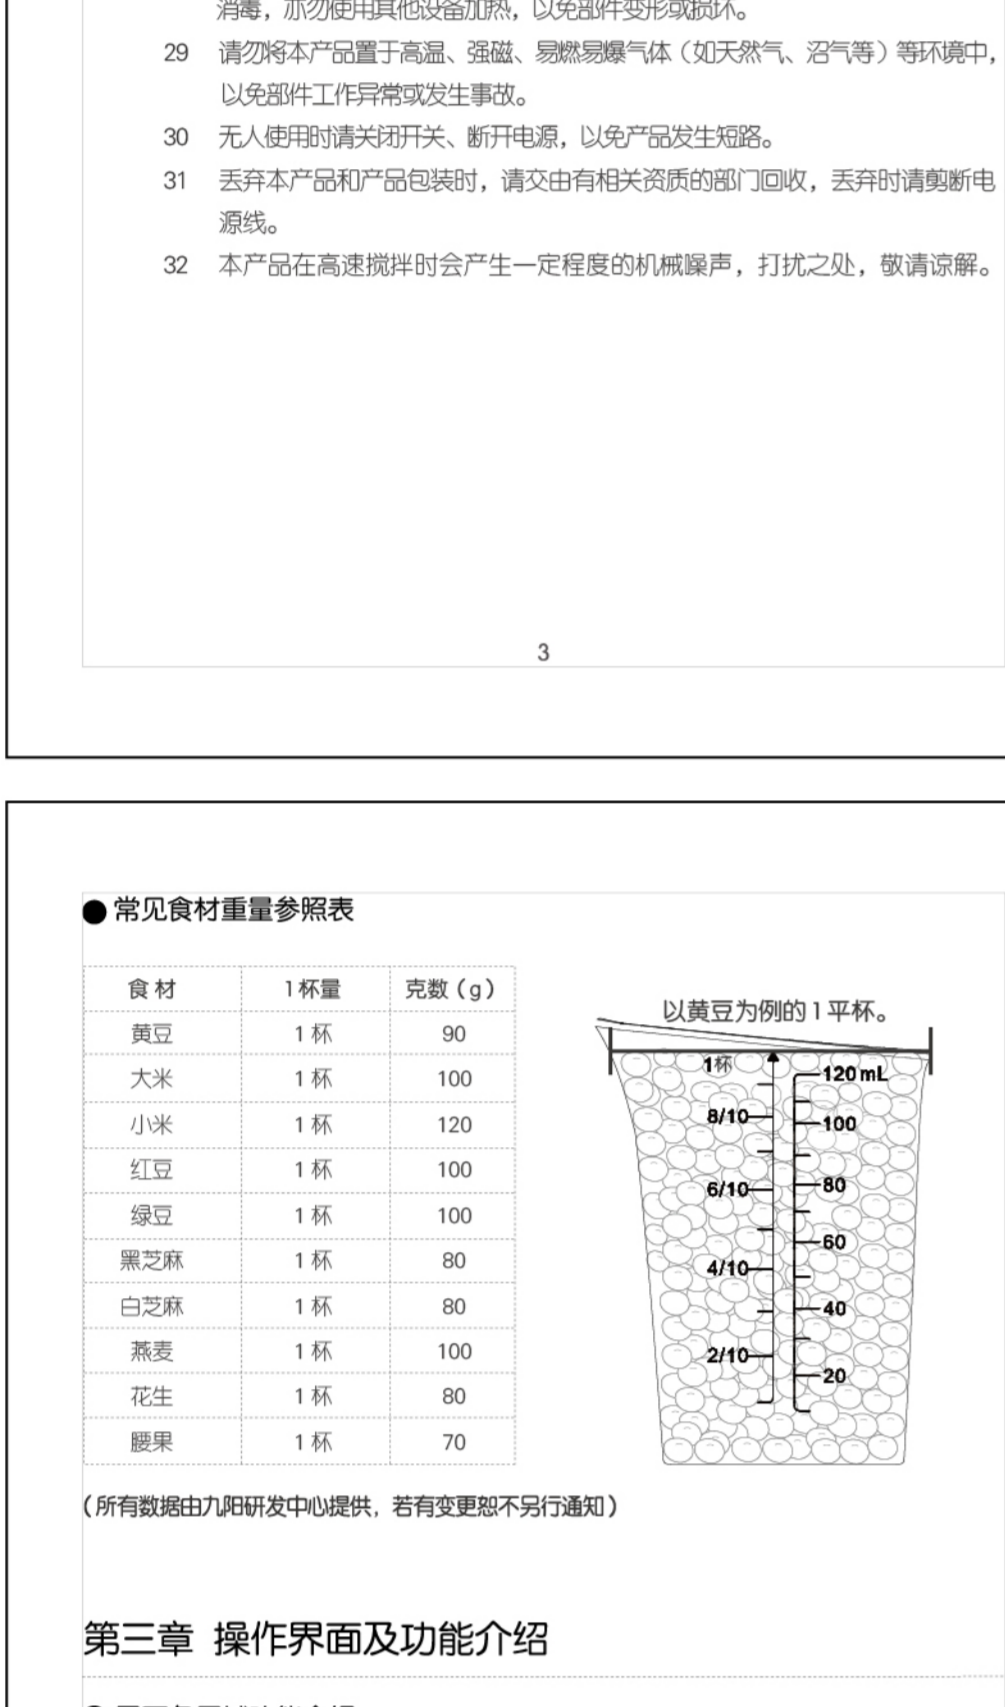 消毒，亦勿使用其他设备加热，以免部件变形或损坏。
29 请勿将本产品置于高温、强磁、易燃易爆气体（如天然气、沼气等）等环境中，
以免部件工作异常或发生事故。
30 无人使用时请关闭开关、断开电源，以免产品发生短路。
31 丢弃本产品和产品包装时，请交由有相关资质的部门回收，丢弃时请剪断电
源线。
32 本产品在高速搅拌时会产生一定程度的机械噪声，打扰之处，敬请谅解。
3
●常见食材重量参照表
食材 1杯量 克数（g）
黄豆 1杯 90
大米 1杯 100
小米 1杯 120
红豆 1杯 100
绿豆 1杯 100
黑芝麻 1杯 80
白芝麻 1杯 80
燕麦 1杯 100
花生 1杯 80
腰果 1杯 70
以黄豆为例的1平杯。
1杯 120mL
8/10 100
6/10 80
60
4/10
40
2/10
20
（所有数据由九阳研发中心提供，若有变更恕不另行通知）
第三章 操作界面及功能介绍